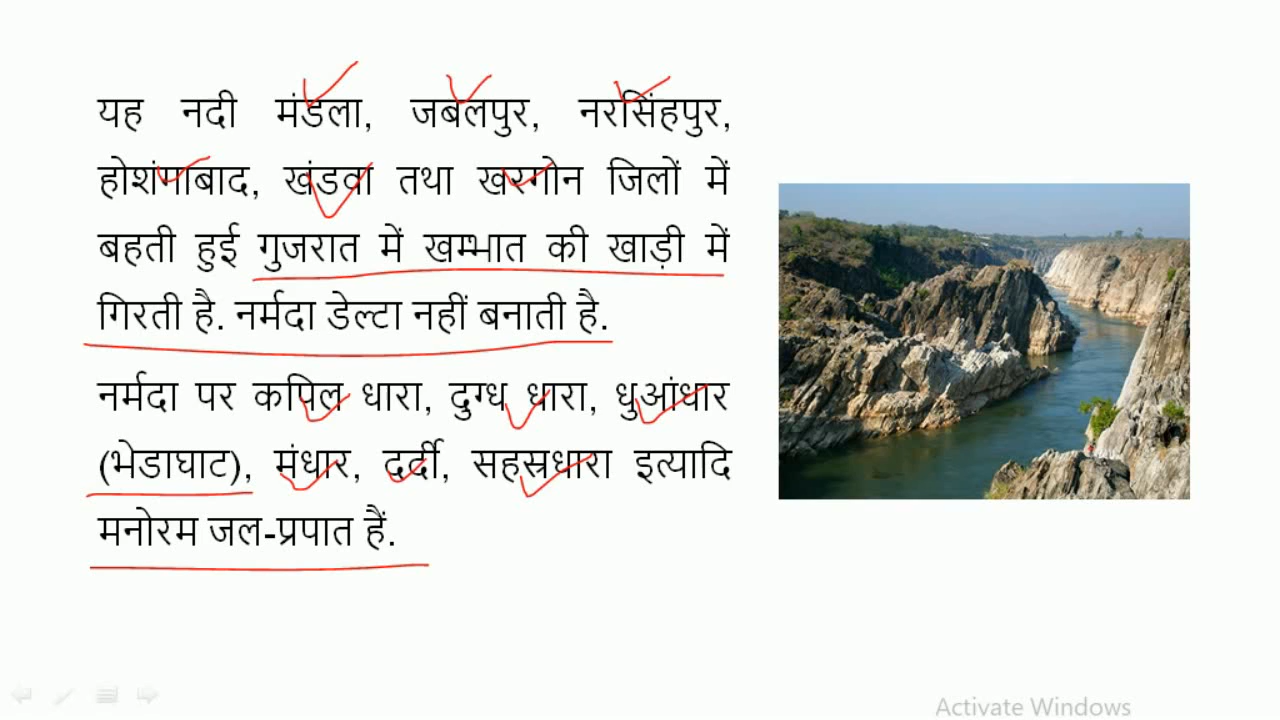 यह नदी मंडला, जबलपुर, नरसिंहपुर,
होशंगाबाद, खंडवा तथा खरगोन जिलों में
बहती हुई गुजरात में खम्भात की खाड़ी में
गिरती है. नर्मदा डेल्टा नहीं बनाती है.
नर्मदा पर कपिल धारा, दुग्ध धारा, धुआंधार
(भेडाघाट), मंधार, दर्दी, सहस्रधारा इत्यादि
मनोरम जल-प्रपात हैं.
Activate Windows